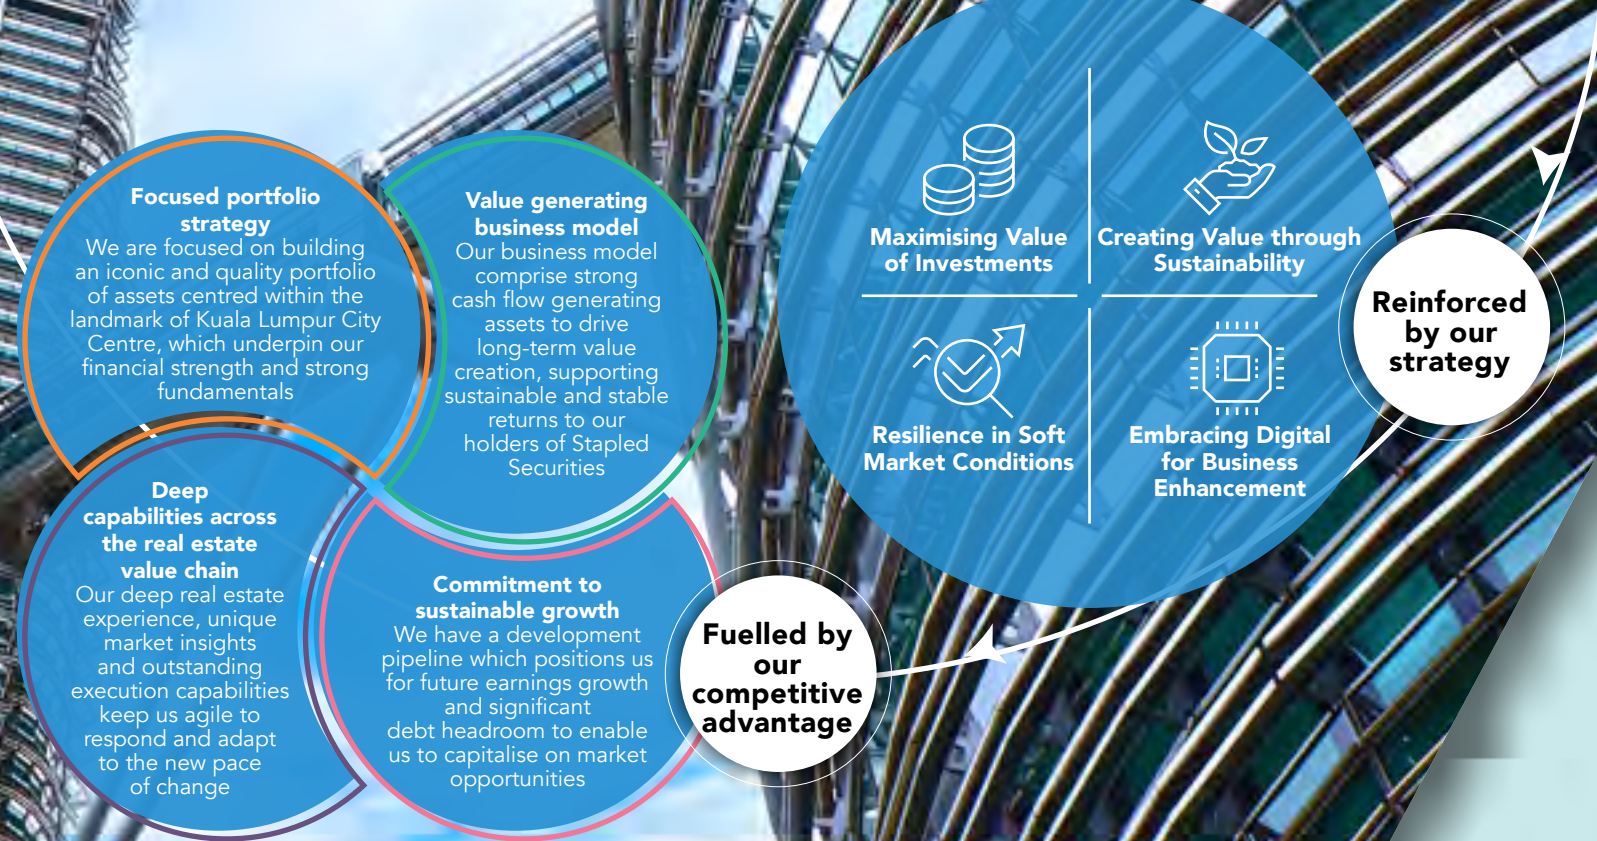 Focused portfolio
strategy
We are focused on building
an iconic and quality portfolio
of assets centred within the
landmark of Kuala Lumpur City
Centre, which underpin our
financial strength and strong
fundamentals
Value generating
business model
Our business model
comprise strong
cash flow generating
assets to drive
long-term value
creation, supporting
sustainable and stable
returns to our
holders of Stapled
Securities
Deep
capabilities across
the real estate
value chain
Our deep real estate
experience, unique
market insights
and outstanding
execution capabilities
keep us agile to
respond and adapt
to the new pace
of change
Commitment to
sustainable growth
We have a development
pipeline which positions us
for future earnings growth
and significant
debt headroom to enable
us to capitalise on market
opportunities
Fuelled by
our
competitive
advantage
Maximising Value
of Investments
Creating Value through
Sustainability
Resilience in Soft
Market Conditions
Embracing Digital
for Business
Enhancement
Reinforced
by our
strategy